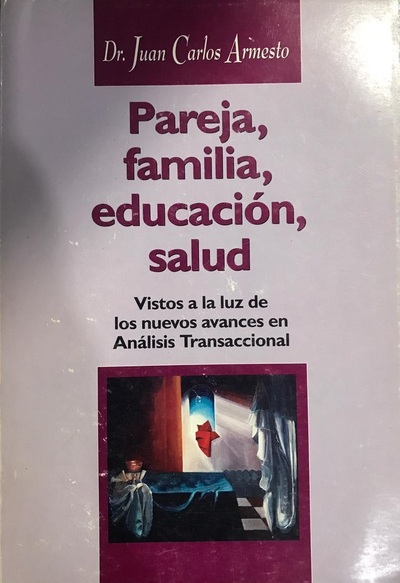 Dr. Juan Carlos Armesto
Pareja,
familia,
educación,
salud
Vistos a la luz de
los nuevos avances en
Análisis Transaccional